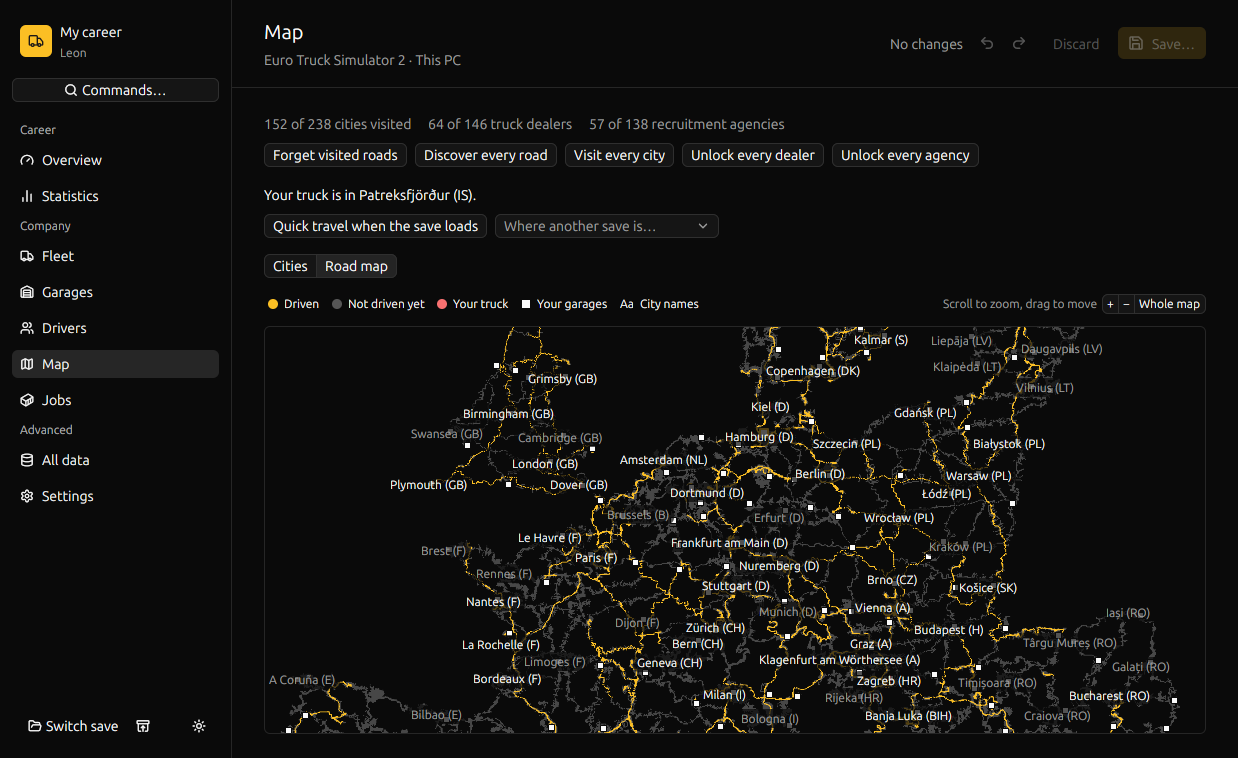 My career
Leon
Commands…
Career
Overview
Statistics
Company
Fleet
Garages
Drivers
Map
Jobs
Advanced
All data
Settings
Switch save
Map
Euro Truck Simulator 2 · This PC
No changes
Discard
Save…
152 of 238 cities visited 64 of 146 truck dealers 57 of 138 recruitment agencies
Forget visited roads Discover every road Visit every city Unlock every dealer Unlock every agency
Your truck is in Patreksfjörður (IS).
Quick travel when the save loads Where another save is…
Cities Road map
Driven Not driven yet Your truck Your garages Aa City names
Scroll to zoom, drag to move + − Whole map
Kalmar (S)
Liepāja (LV)
Daugavpils (LV)
Copenhagen (DK)
Klaipėda (LT)
Grimsby (GB)
Vilnius (LT)
Kiel (D)
Birmingham (GB)
Gdańsk (PL)
Swansea (GB)
Cambridge (GB)
Hamburg (D)
Szczecin (PL)
Białystok (PL)
London (GB)
Amsterdam (NL)
Berlin (D)
Warsaw (PL)
Plymouth (GB)
Dover (GB)
Dortmund (D)
Łódź (PL)
Brussels (B)
Erfurt (D)
Wrocław (PL)
Le Havre (F)
Frankfurt am Main (D)
Kraków (PL)
Brest (F)
Paris (F)
Nuremberg (D)
Rennes (F)
Stuttgart (D)
Brno (CZ)
Košice (SK)
Nantes (F)
Munich (D)
Vienna (A)
Iași (RO)
Dijon (F)
Zürich (CH)
Budapest (H)
La Rochelle (F)
Bern (CH)
Graz (A)
Târgu Mureș (RO)
Limoges (F)
Geneva (CH)
Klagenfurt am Wörthersee (A)
Galați (RO)
A Coruña (E)
Bordeaux (F)
Zagreb (HR)
Timișoara (RO)
Milan (I)
Rijeka (HR)
Bucharest (RO)
Bilbao (E)
Bologna (I)
Banja Luka (BIH)
Craiova (RO)